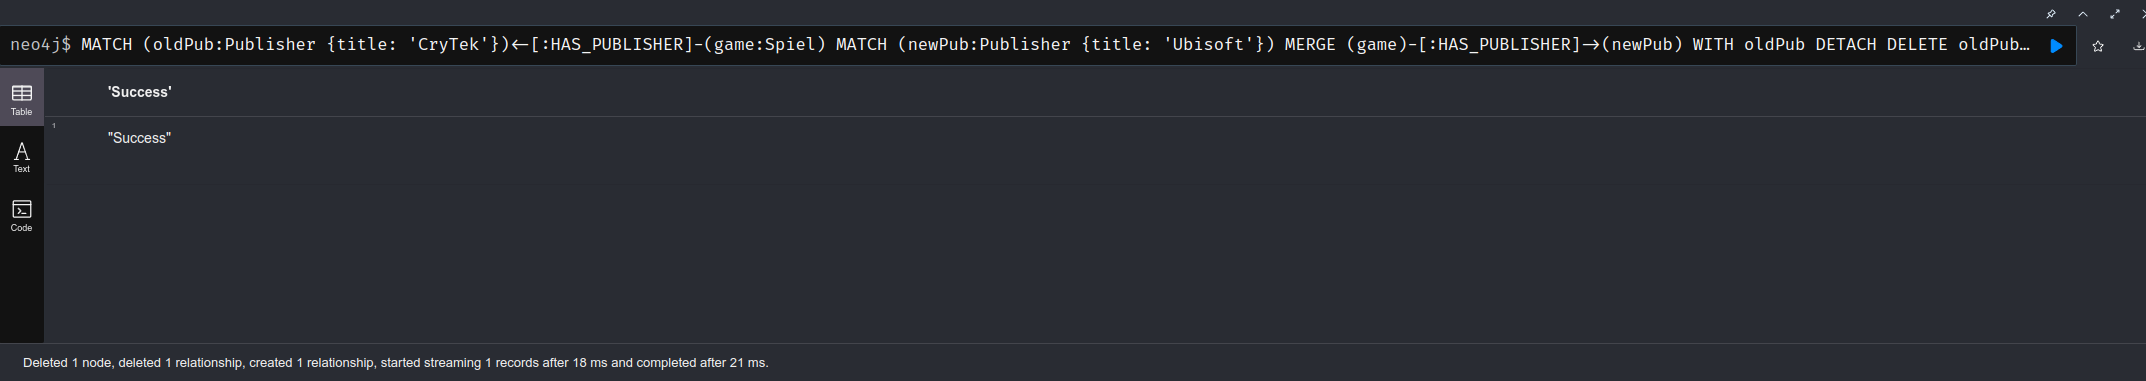 neo4j$ MATCH (oldPub:Publisher {title: 'CryTek'})<-[:HAS_PUBLISHER]-(game:Spiel) MATCH (newPub:Publisher {title: 'Ubisoft'}) MERGE (game)-[:HAS_PUBLISHER]->(newPub) WITH oldPub DETACH DELETE oldPub…
Table
'Success'
1
"Success"
Text
Code
Deleted 1 node, deleted 1 relationship, created 1 relationship, started streaming 1 records after 18 ms and completed after 21 ms.